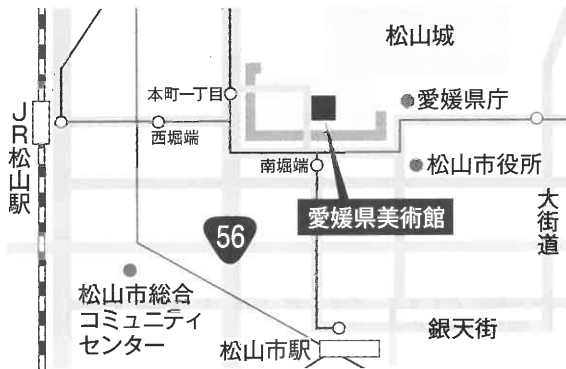 松山城
本町一丁目
愛媛県庁
JR松山駅
西堀端
南堀端
松山市役所
愛媛県美術館
大街道
56
松山市総合
コミュニティ
センター
銀天街
松山市駅